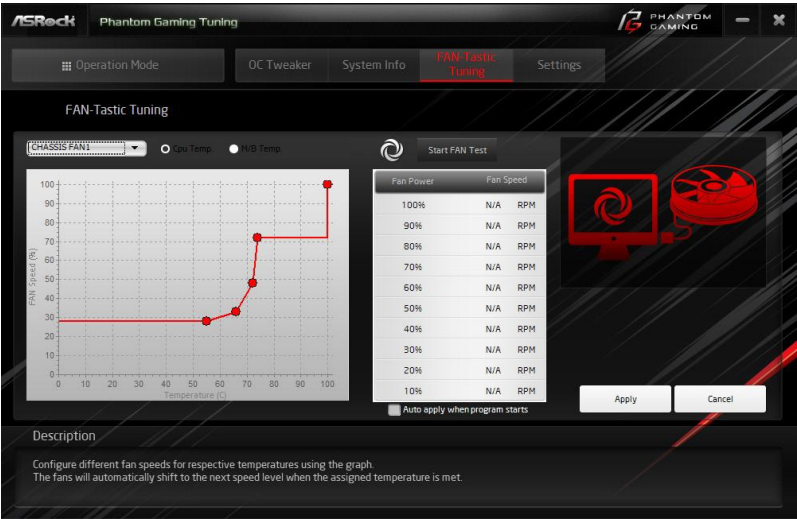 ASRock Phantom Gaming Tuning PHANTOM GAMING
Operation Mode OC Tweaker System Info FAN-Tastic Tuning Settings
FAN-Tastic Tuning
CHASSIS FAN1 Cpu Temp. M/B Temp. Start FAN Test
Fan Power Fan Speed
100% N/A RPM
90% N/A RPM
80% N/A RPM
70% N/A RPM
60% N/A RPM
50% N/A RPM
40% N/A RPM
30% N/A RPM
20% N/A RPM
10% N/A RPM
Auto apply when program starts
FAN Speed (%)
100
90
80
70
60
50
40
30
20
10
0
0 10 20 30 40 50 60 70 80 90 100
Temperature (C)
Apply Cancel
Description
Configure different fan speeds for respective temperatures using the graph.
The fans will automatically shift to the next speed level when the assigned temperature is met.